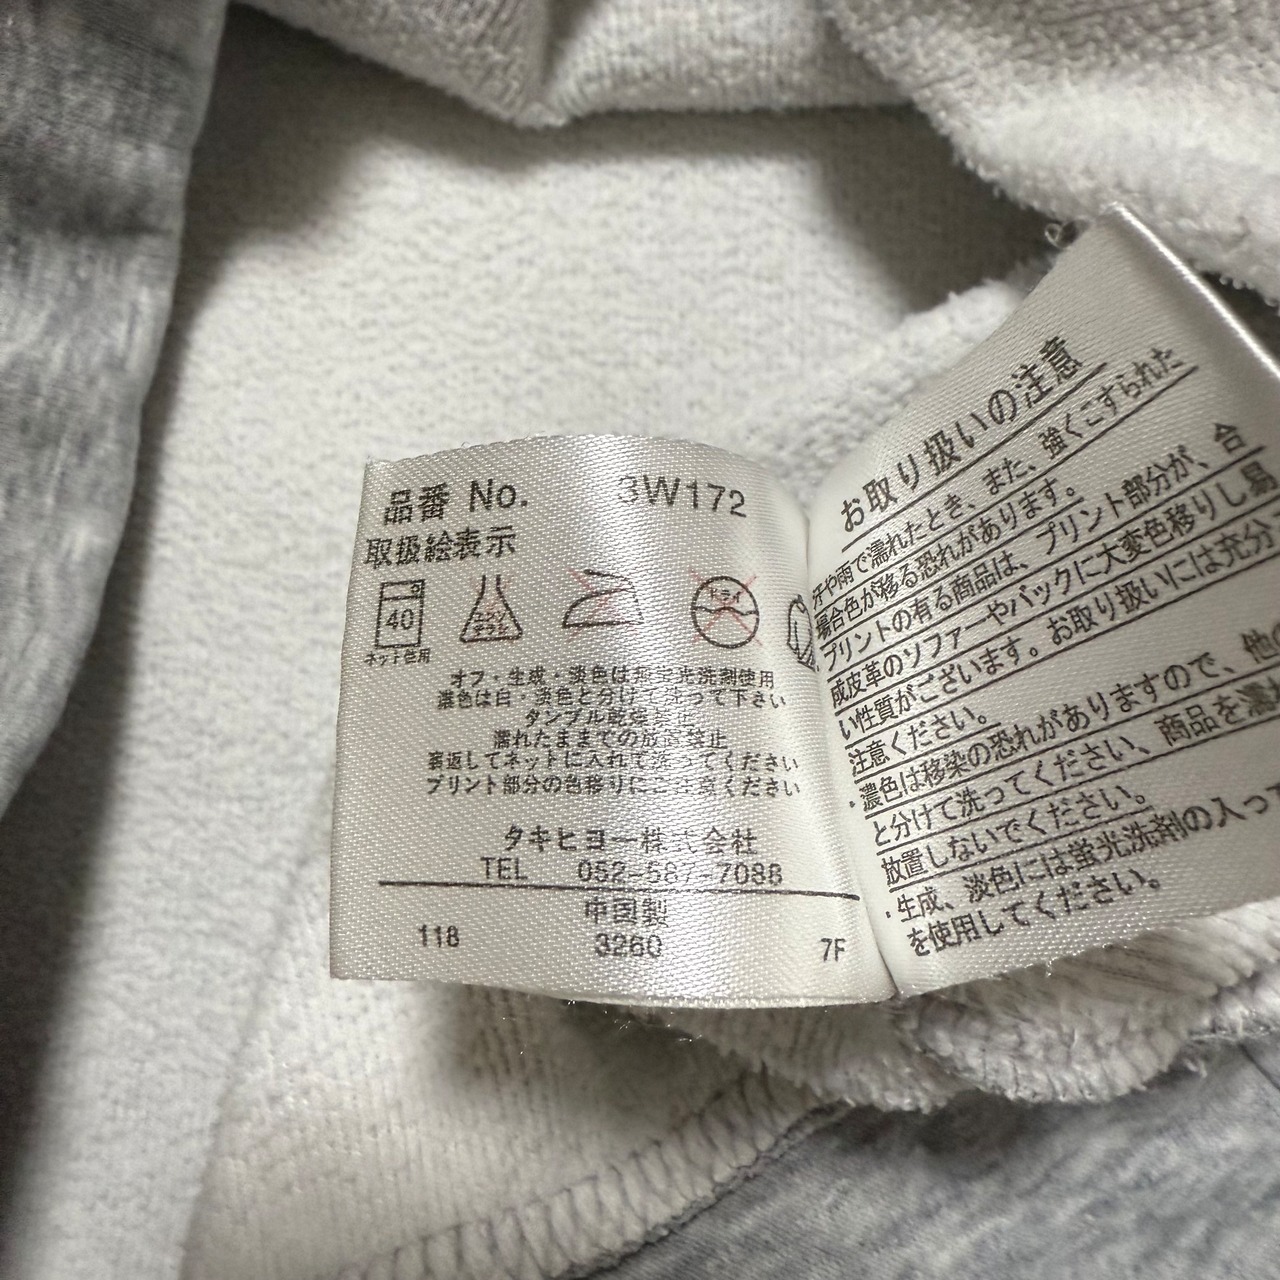 品番 No. 3W172
取扱絵表示
40
ネット使用
エンソ
サラシ
ドライ
オフ・生成・淡色は無蛍光洗剤使用
濃色は白・淡色と分けて洗って下さい
タンブル乾燥禁止
濡れたままでの放置禁止
裏返してネットに入れて洗ってください
プリント部分の色移りにご注意ください
タキヒヨー株式会社
TEL 052-587-7088
中国製
118 3260 7F
お取り扱いの注意
汗や雨で濡れたとき、また、強くこすられた
場合色が移る恐れがあります。
プリントの有る商品は、プリント部分が、合
成皮革のソファーやバックに大変色移りし易
い性質がございます。お取り扱いには充分
注意ください。
・濃色は移染の恐れがありますので、他の
と分けて洗ってください、商品を濡れ
放置しないでください。
・生成、淡色には蛍光洗剤の入って
を使用してください。